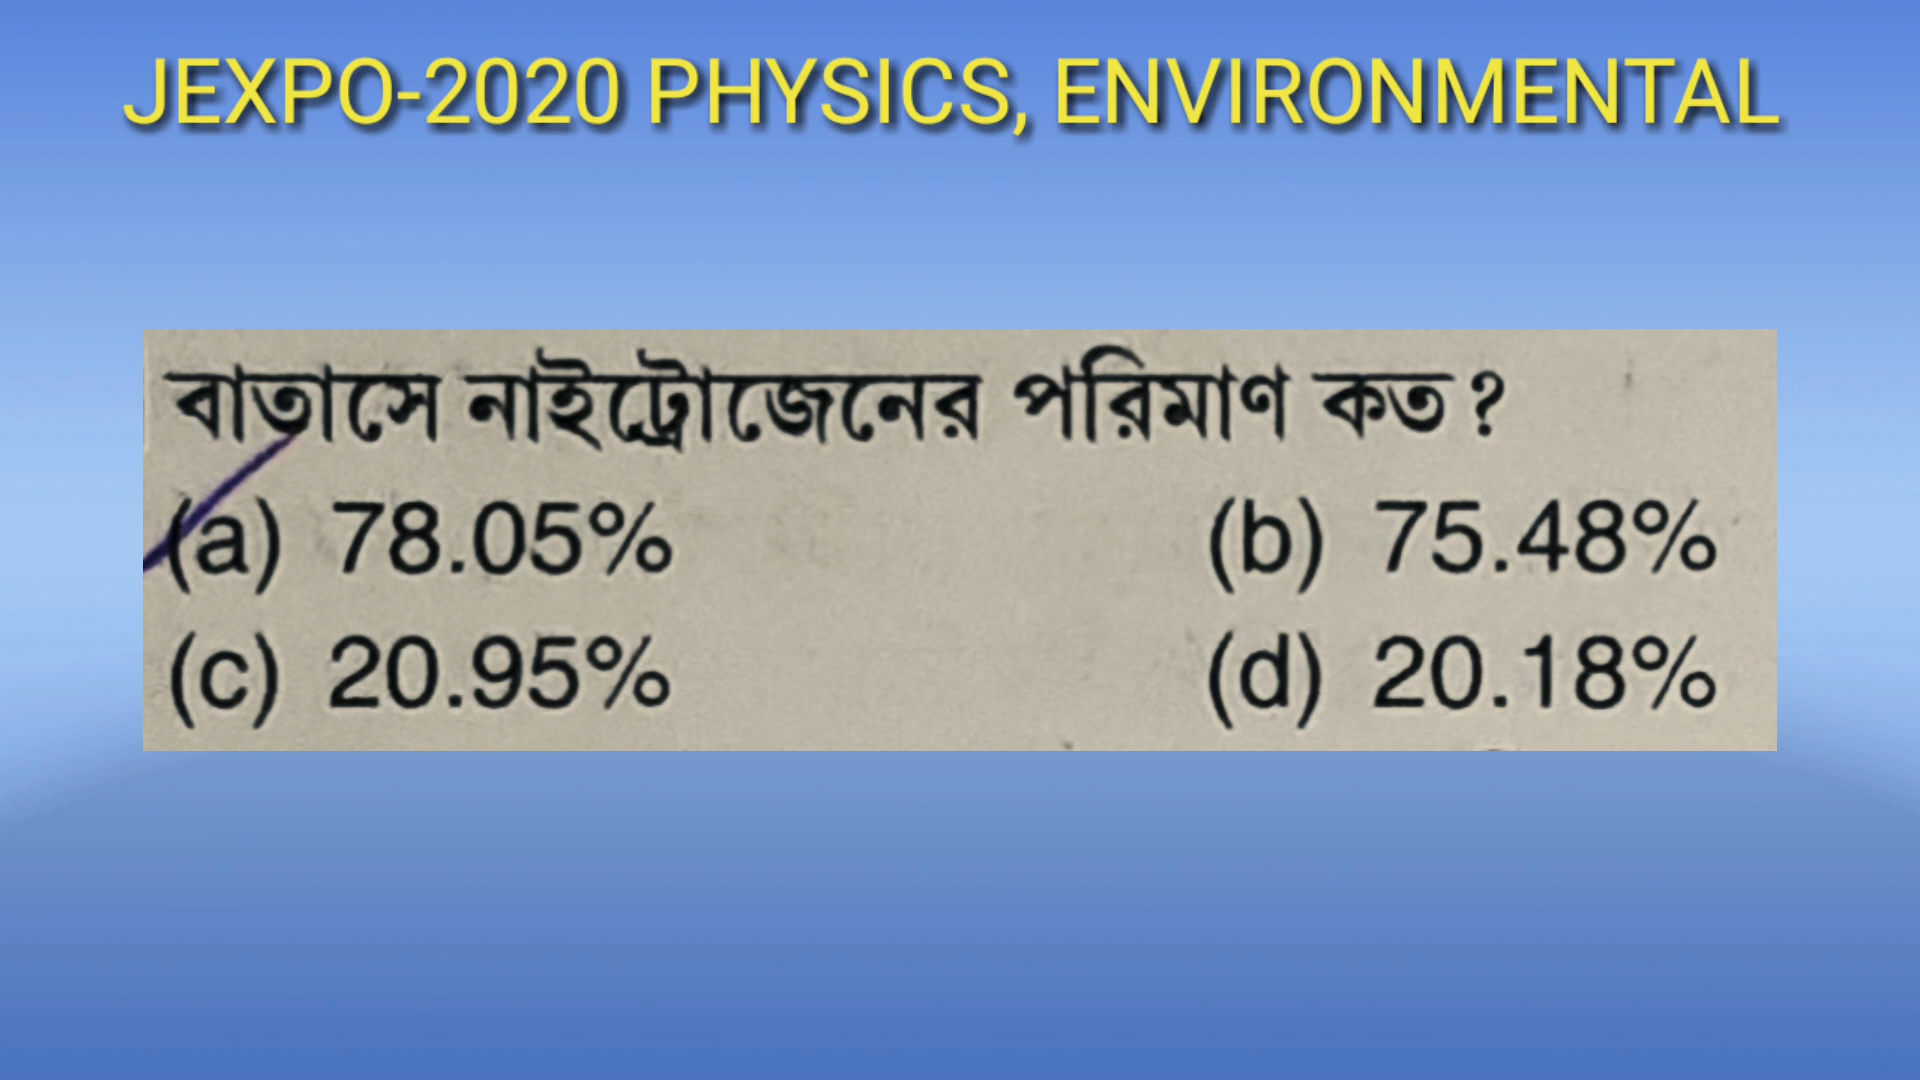 JEXPO-2020 PHYSICS, ENVIRONMENTAL
বাতাসে নাইট্রোজেনের পরিমাণ কত?
(a) 78.05% (b) 75.48%
(c) 20.95% (d) 20.18%